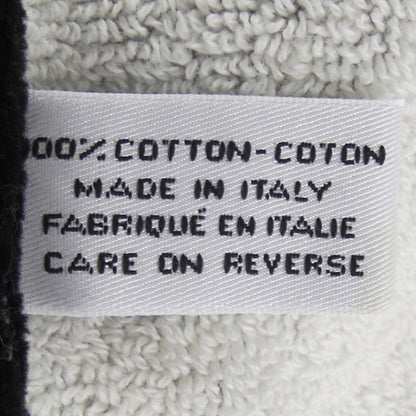 00% COTTON-COTON
MADE IN ITALY
FABRIQUÉ EN ITALIE
CARE ON REVERSE